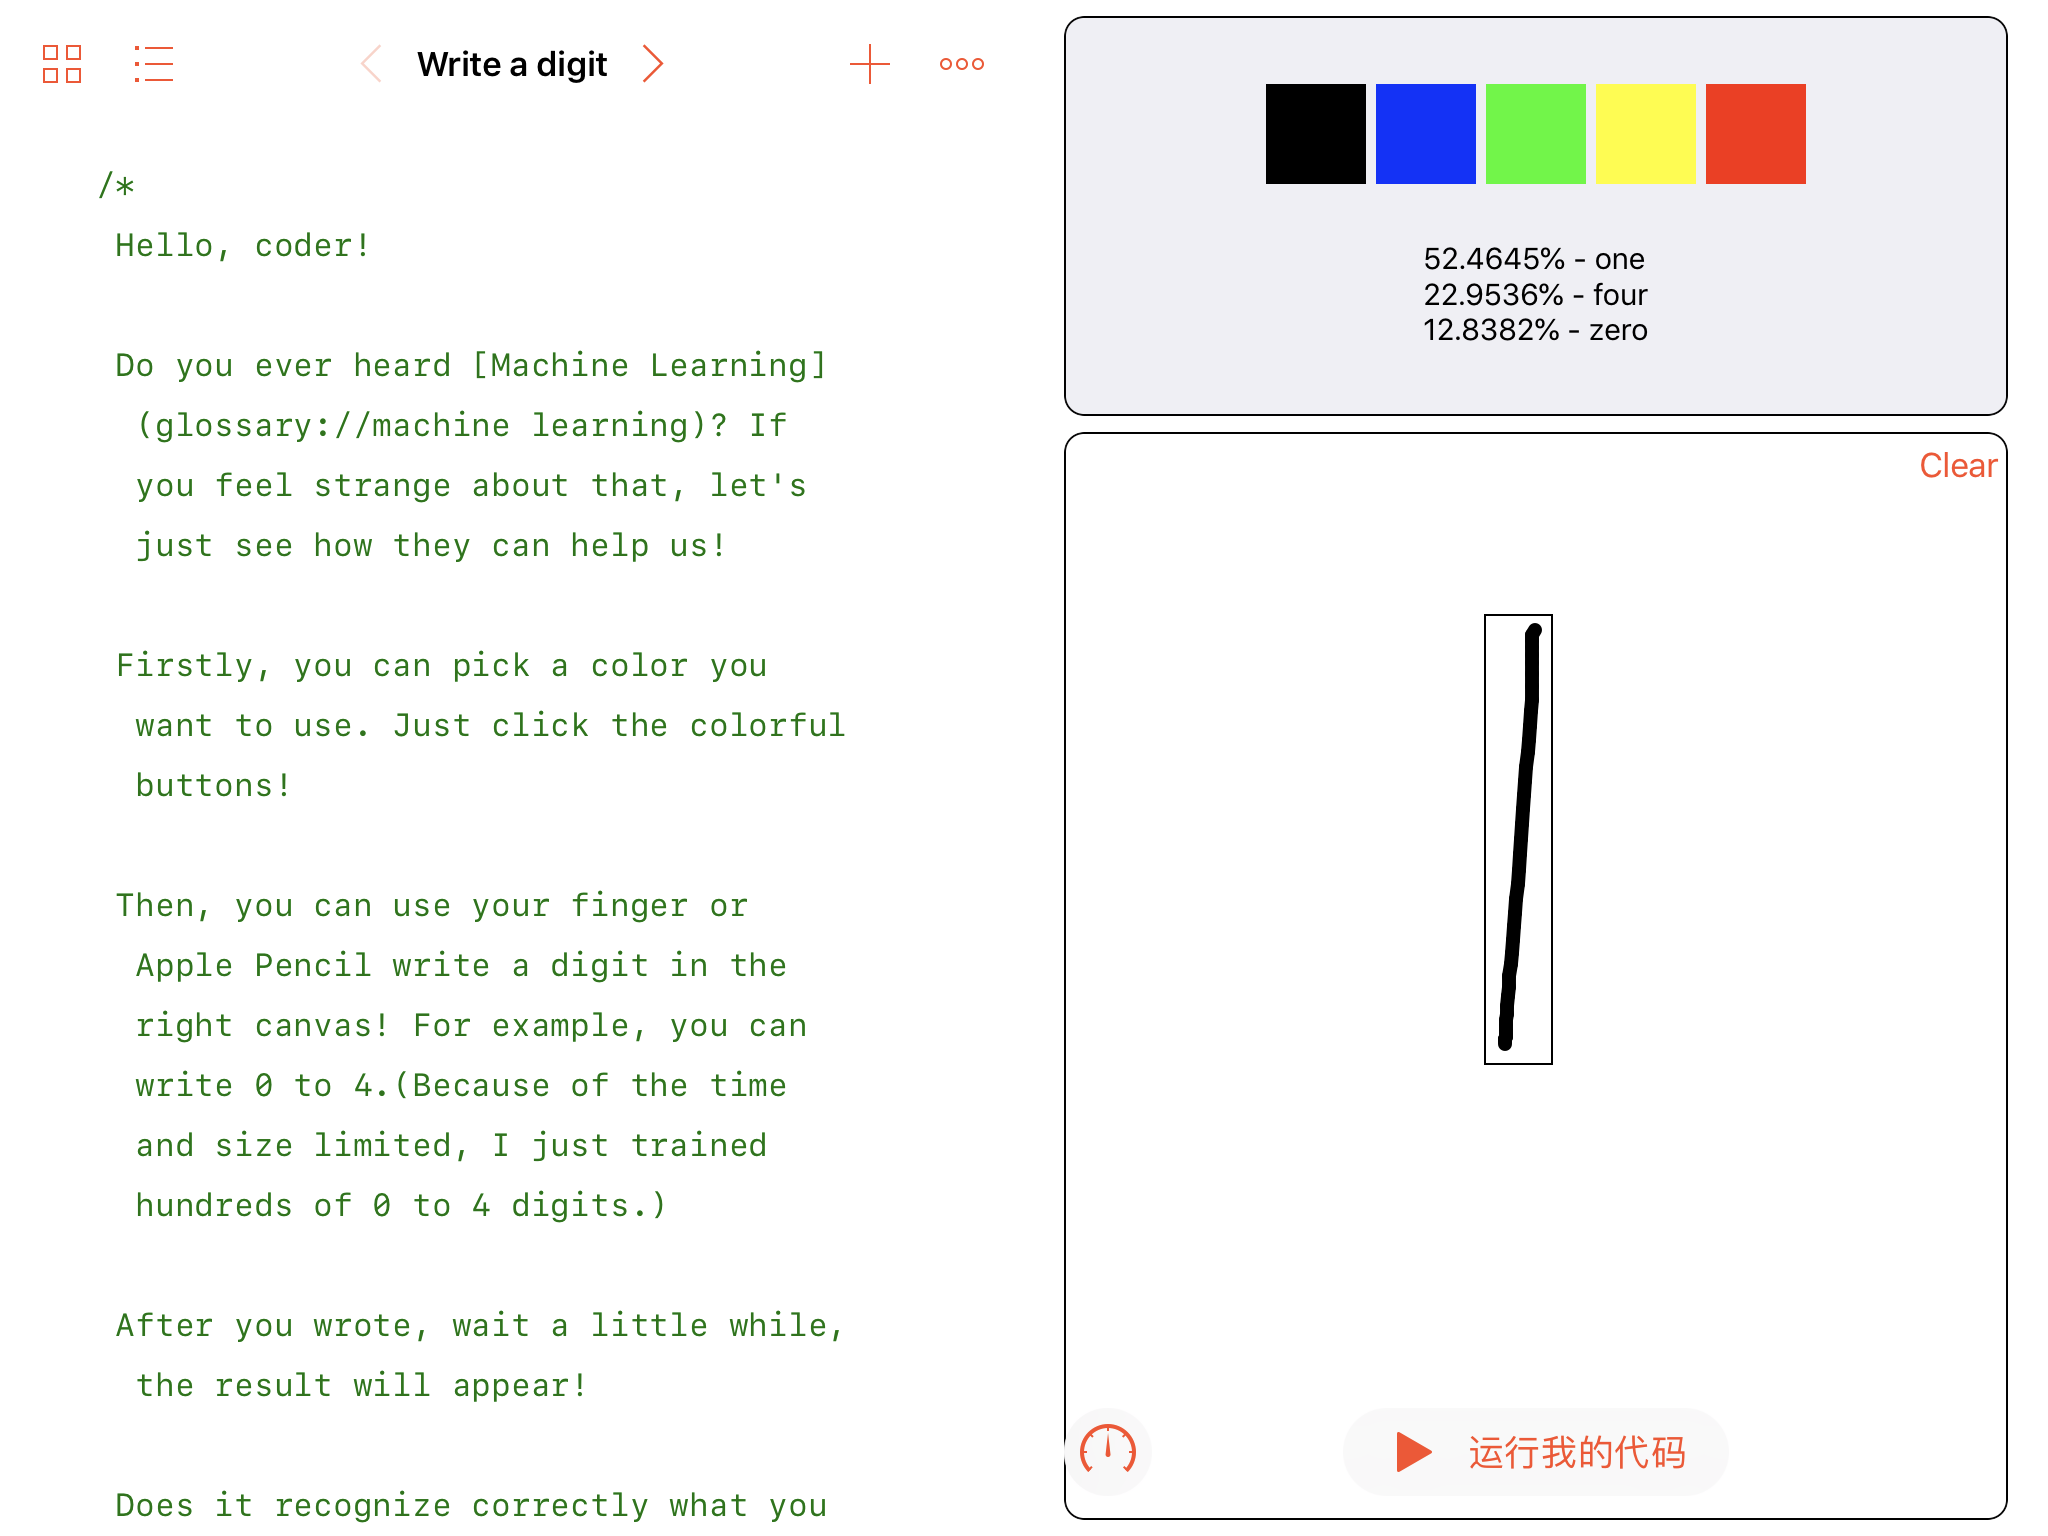 Write a digit
/*
Hello, coder!
Do you ever heard [Machine Learning]
(glossary://machine learning)? If
you feel strange about that, let's
just see how they can help us!
Firstly, you can pick a color you
want to use. Just click the colorful
buttons!
Then, you can use your finger or
Apple Pencil write a digit in the
right canvas! For example, you can
write 0 to 4.(Because of the time
and size limited, I just trained
hundreds of 0 to 4 digits.)
After you wrote, wait a little while,
the result will appear!
Does it recognize correctly what you
52.4645% - one
22.9536% - four
12.8382% - zero
Clear
运行我的代码